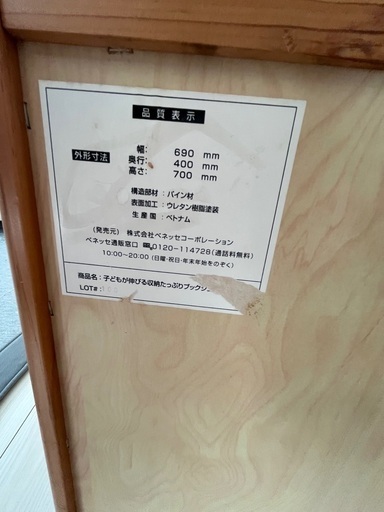 品質表示
幅: 690 mm
外形寸法 奥行: 400 mm
高さ: 700 mm
構造部材 : パイン材
表面加工 : ウレタン樹脂塗装
生産国 : ベトナム
(発売元) 株式会社ベネッセコーポレーション
ベネッセ通販窓口 0120-114728(通話料無料)
10:00~20:00 (日曜・祝日・年末年始をのぞく)
商品名:子どもが伸びる収納たっぷりブックシ
LOT#: